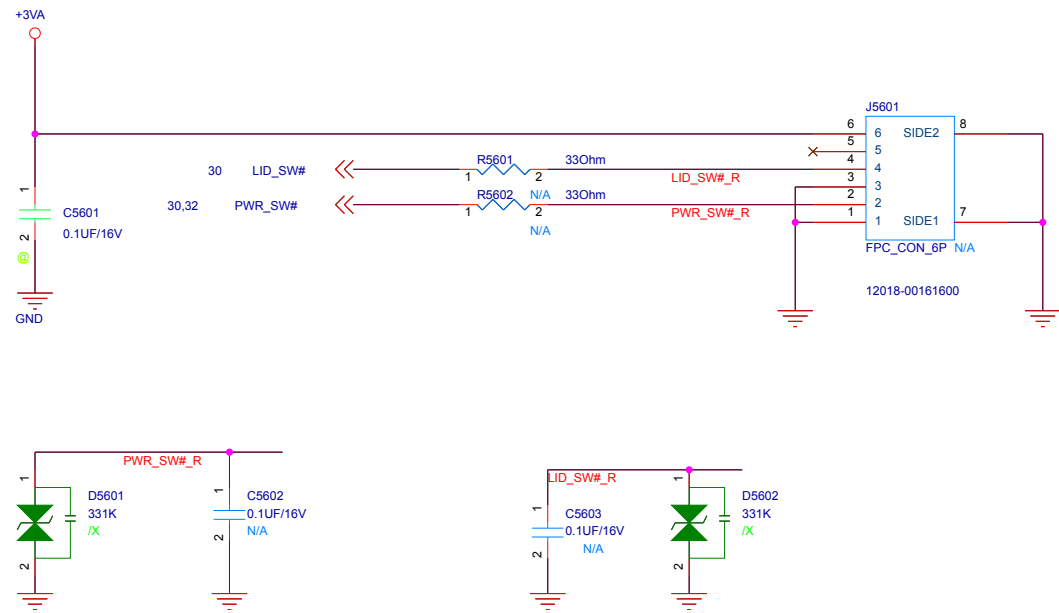 +3VA
J5601
6 6 SIDE2 8
5 5
30 LID_SW# R5601 33Ohm 4 4
1 2 LID_SW#_R 3 3
N/A
30,32 PWR_SW# R5602 33Ohm 2 2
1 2 PWR_SW#_R 1 1 SIDE1 7
N/A
FPC_CON_6P N/A
12018-00161600
1
C5601
0.1UF/16V
2
@
GND
PWR_SW#_R
1
D5601
331K
/X
2
1
C5602
0.1UF/16V
N/A
2
LID_SW#_R
1
C5603
0.1UF/16V
N/A
2
1
D5602
331K
/X
2